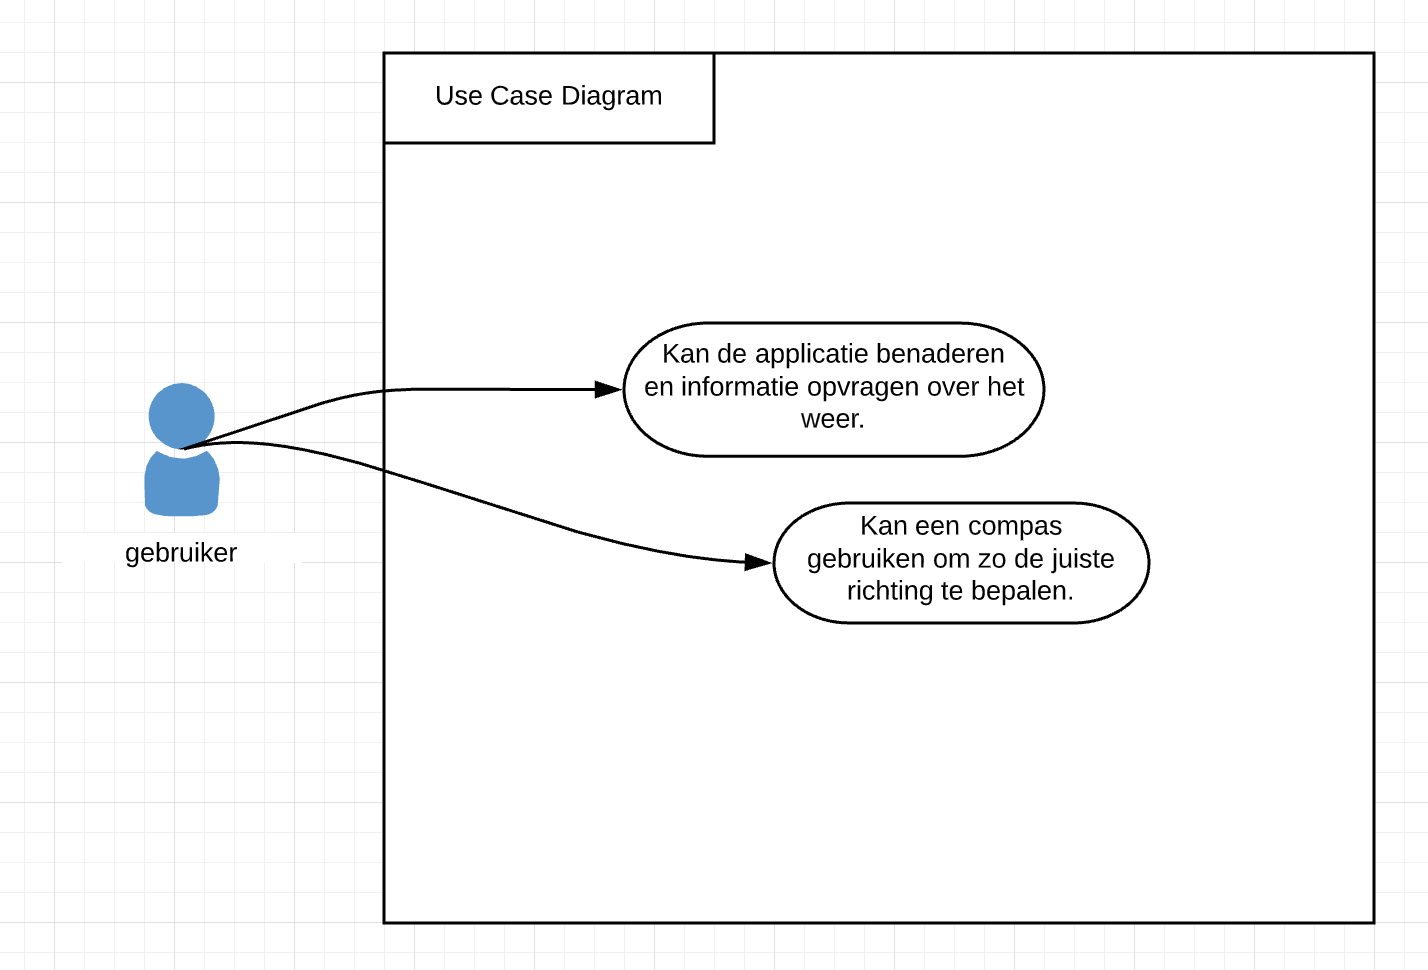 Use Case Diagram
Kan de applicatie benaderen
en informatie opvragen over het
weer.
Kan een compas
gebruiken om zo de juiste
richting te bepalen.
gebruiker